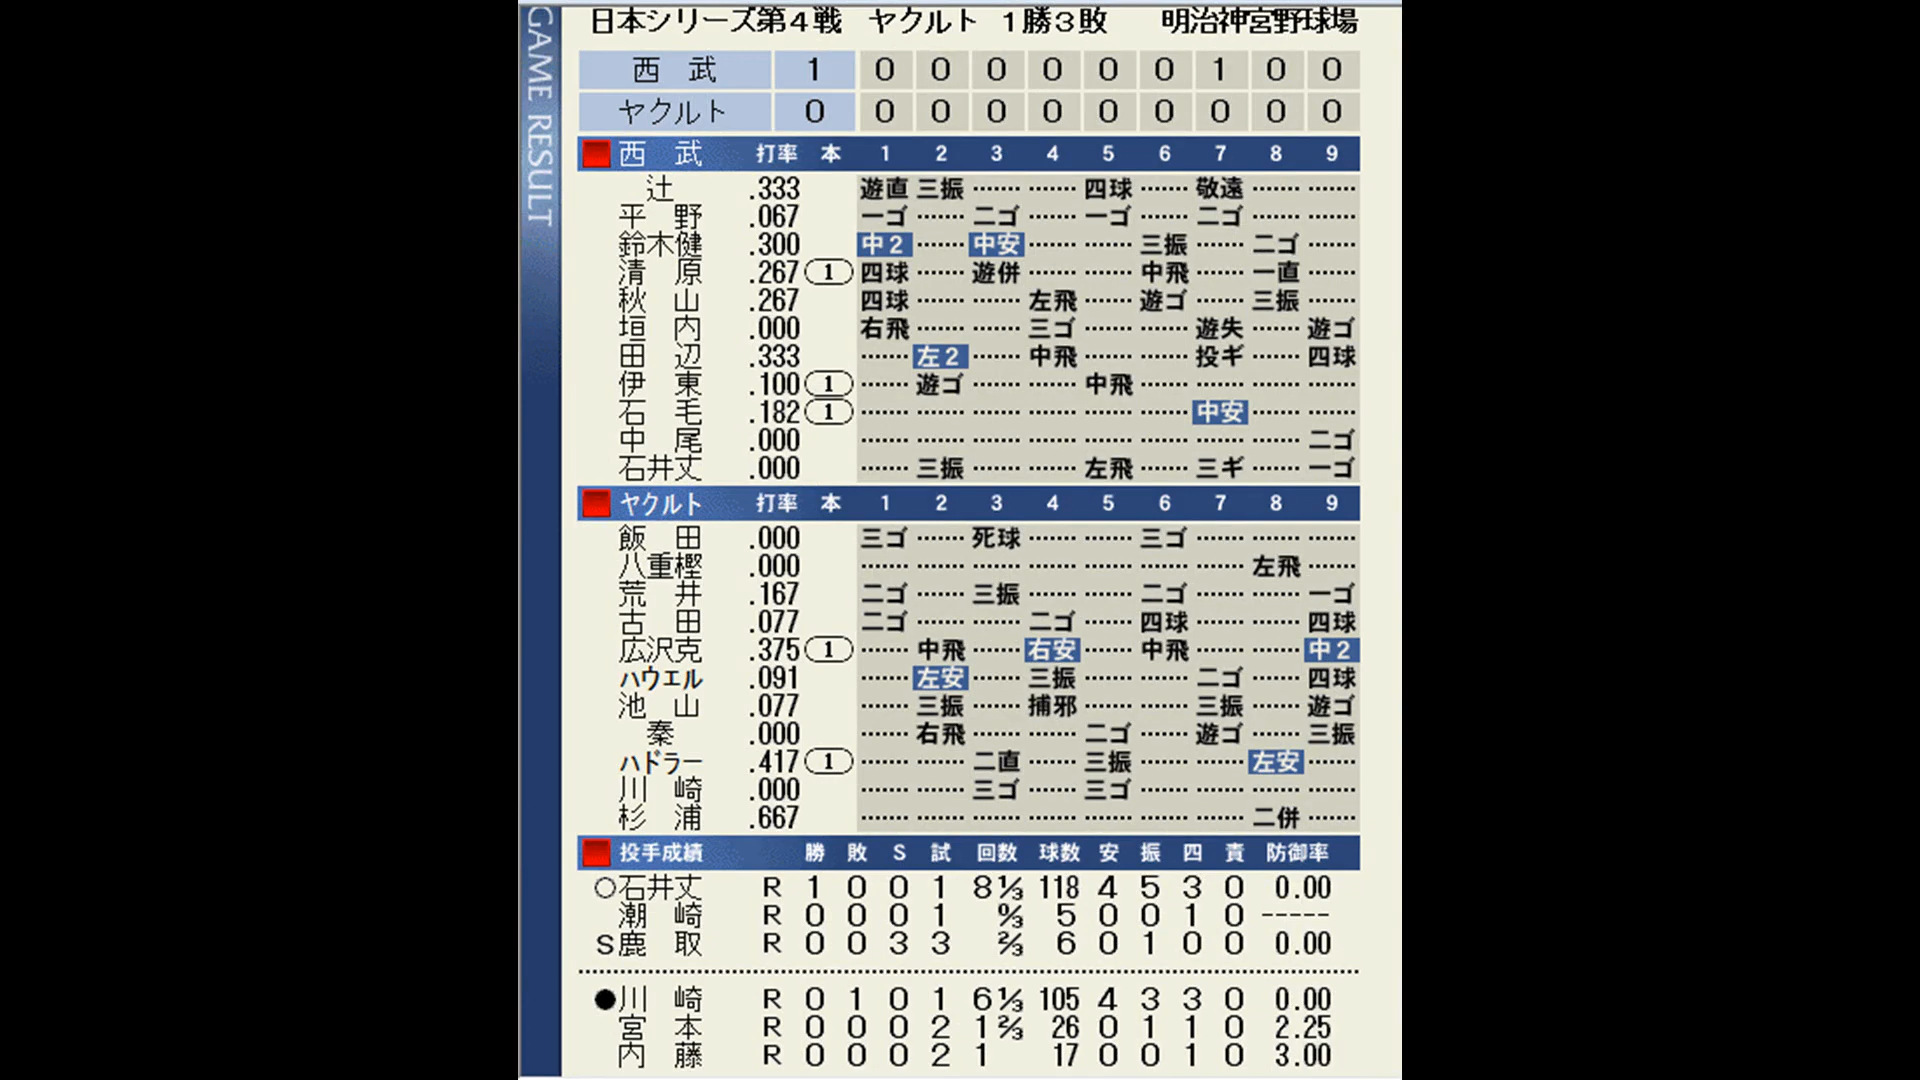 GAME RESULT
日本シリーズ第４戦 ヤクルト １勝３敗 明治神宮野球場
西 武 1 0 0 0 0 0 0 1 0 0
ヤクルト 0 0 0 0 0 0 0 0 0 0
西 武 打率 本 1 2 3 4 5 6 7 8 9
辻 .333 遊直 三振 …… …… 四球 …… 敬遠 …… ……
平 野 .067 一ゴ …… 二ゴ …… 一ゴ …… 二ゴ …… ……
鈴木健 .300 中２ …… 中安 …… …… 三振 …… 二ゴ ……
清 原 .267 1 四球 …… 遊併 …… …… 中飛 …… 一直 ……
秋 山 .267 四球 …… …… 左飛 …… 遊ゴ …… 三振 ……
垣 内 .000 右飛 …… …… 三ゴ …… …… 遊失 …… 遊ゴ
田 辺 .333 …… 左２ …… 中飛 …… …… 投ギ …… 四球
伊 東 .100 1 …… 遊ゴ …… …… 中飛 …… …… …… ……
石 毛 .182 1 …… …… …… …… …… …… 中安 …… ……
中 尾 .000 …… …… …… …… …… …… …… …… 二ゴ
石井丈 .000 …… 三振 …… …… 左飛 …… 三ギ …… 一ゴ
ヤクルト 打率 本 1 2 3 4 5 6 7 8 9
飯 田 .000 三ゴ …… 死球 …… …… 三ゴ …… …… ……
八重樫 .000 …… …… …… …… …… …… …… 左飛 ……
荒 井 .167 二ゴ …… 三振 …… …… 二ゴ …… …… 一ゴ
古 田 .077 二ゴ …… …… 二ゴ …… 四球 …… …… 四球
広沢克 .375 1 …… 中飛 …… 右安 …… 中飛 …… …… 中２
ハウエル .091 …… 左安 …… 三振 …… …… 二ゴ …… 四球
池 山 .077 …… 三振 …… 捕邪 …… …… 三振 …… 遊ゴ
秦 .000 …… 右飛 …… …… 二ゴ …… 遊ゴ …… 三振
ハドラー .417 1 …… …… 二直 …… 三振 …… …… 左安 ……
川 崎 .000 …… …… 三ゴ …… 三ゴ …… …… …… ……
杉 浦 .667 …… …… …… …… …… …… …… 二併 ……
投手成績 勝 敗 S 試 回数 球数 安 振 四 責 防御率
○石井丈 R 1 0 0 1 8⅓ 118 4 5 3 0 0.00
潮 崎 R 0 0 0 1 0/3 5 0 0 1 0 -----
S鹿 取 R 0 0 3 3 ⅔ 6 0 1 0 0 0.00
●川 崎 R 0 1 0 1 6⅓ 105 4 3 3 0 0.00
宮 本 R 0 0 0 2 1⅔ 26 0 1 1 0 2.25
内 藤 R 0 0 0 2 1 17 0 0 1 0 3.00